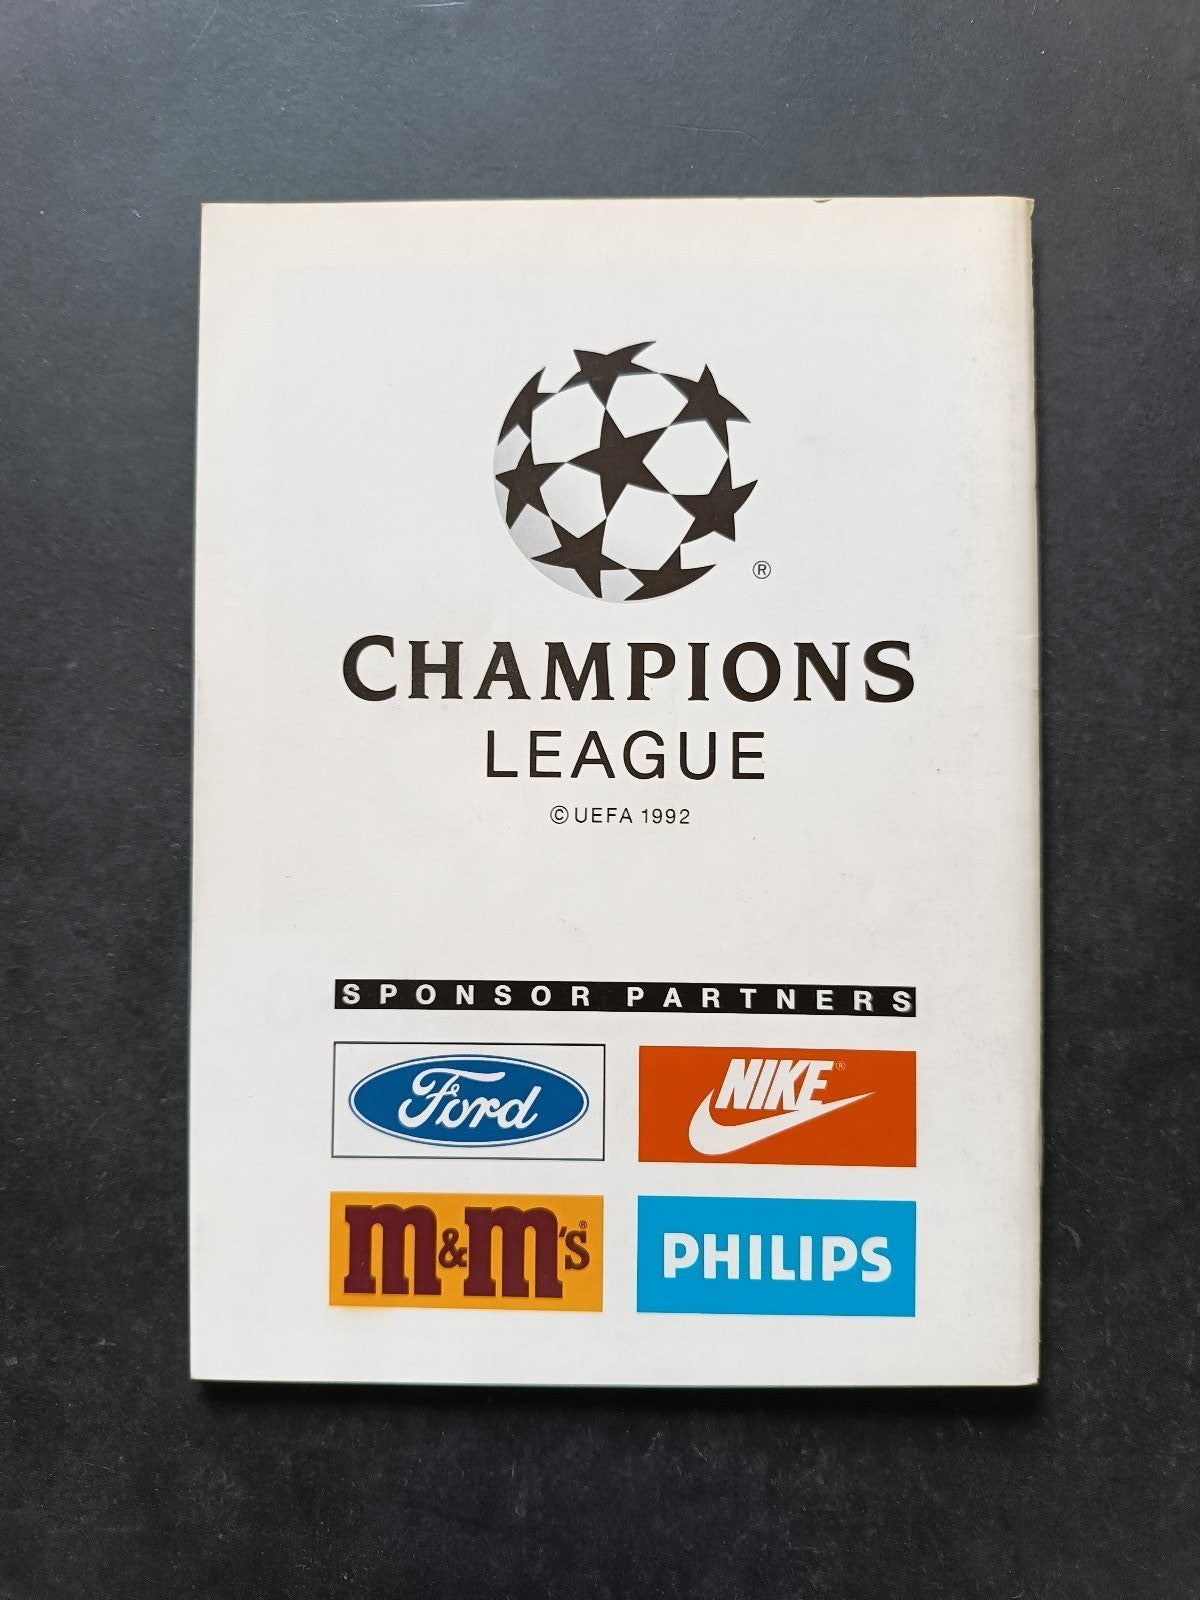 ®
CHAMPIONS
LEAGUE
© UEFA 1992
SPONSOR PARTNERS
Ford
NIKE®
m&m's®
PHILIPS